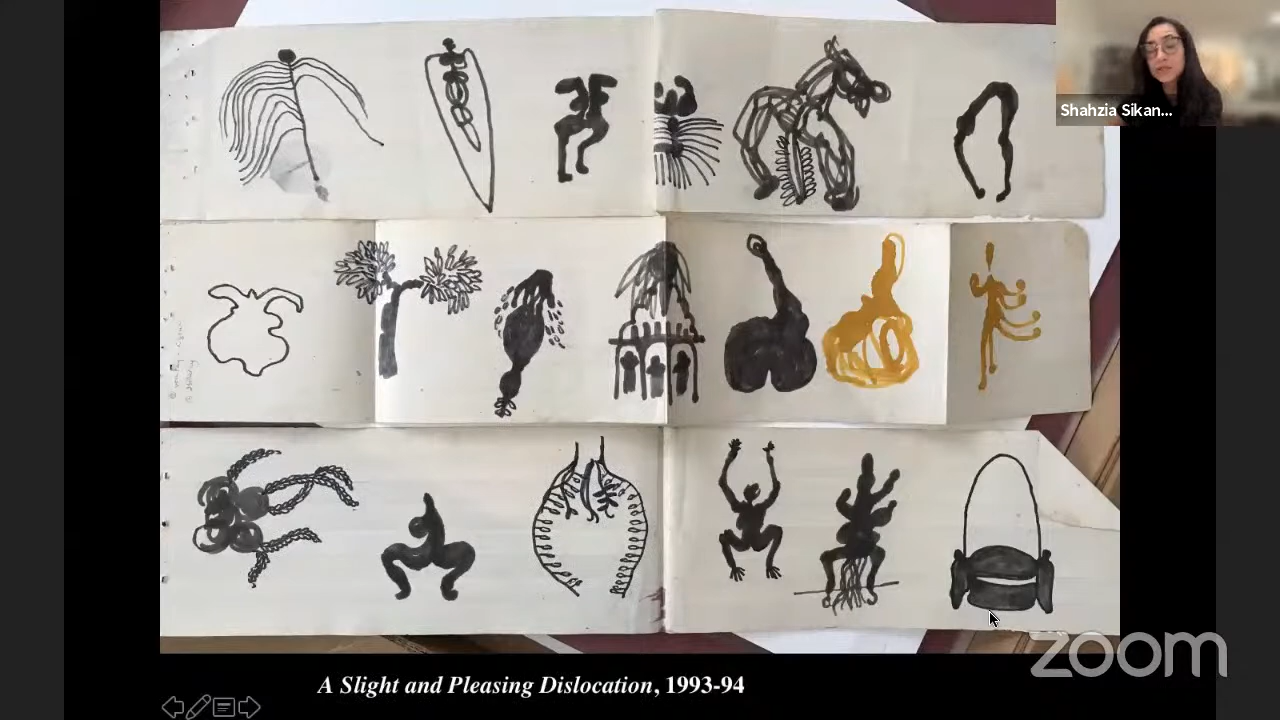 Shahzia Sikan...
zoom
A Slight and Pleasing Dislocation, 1993-94